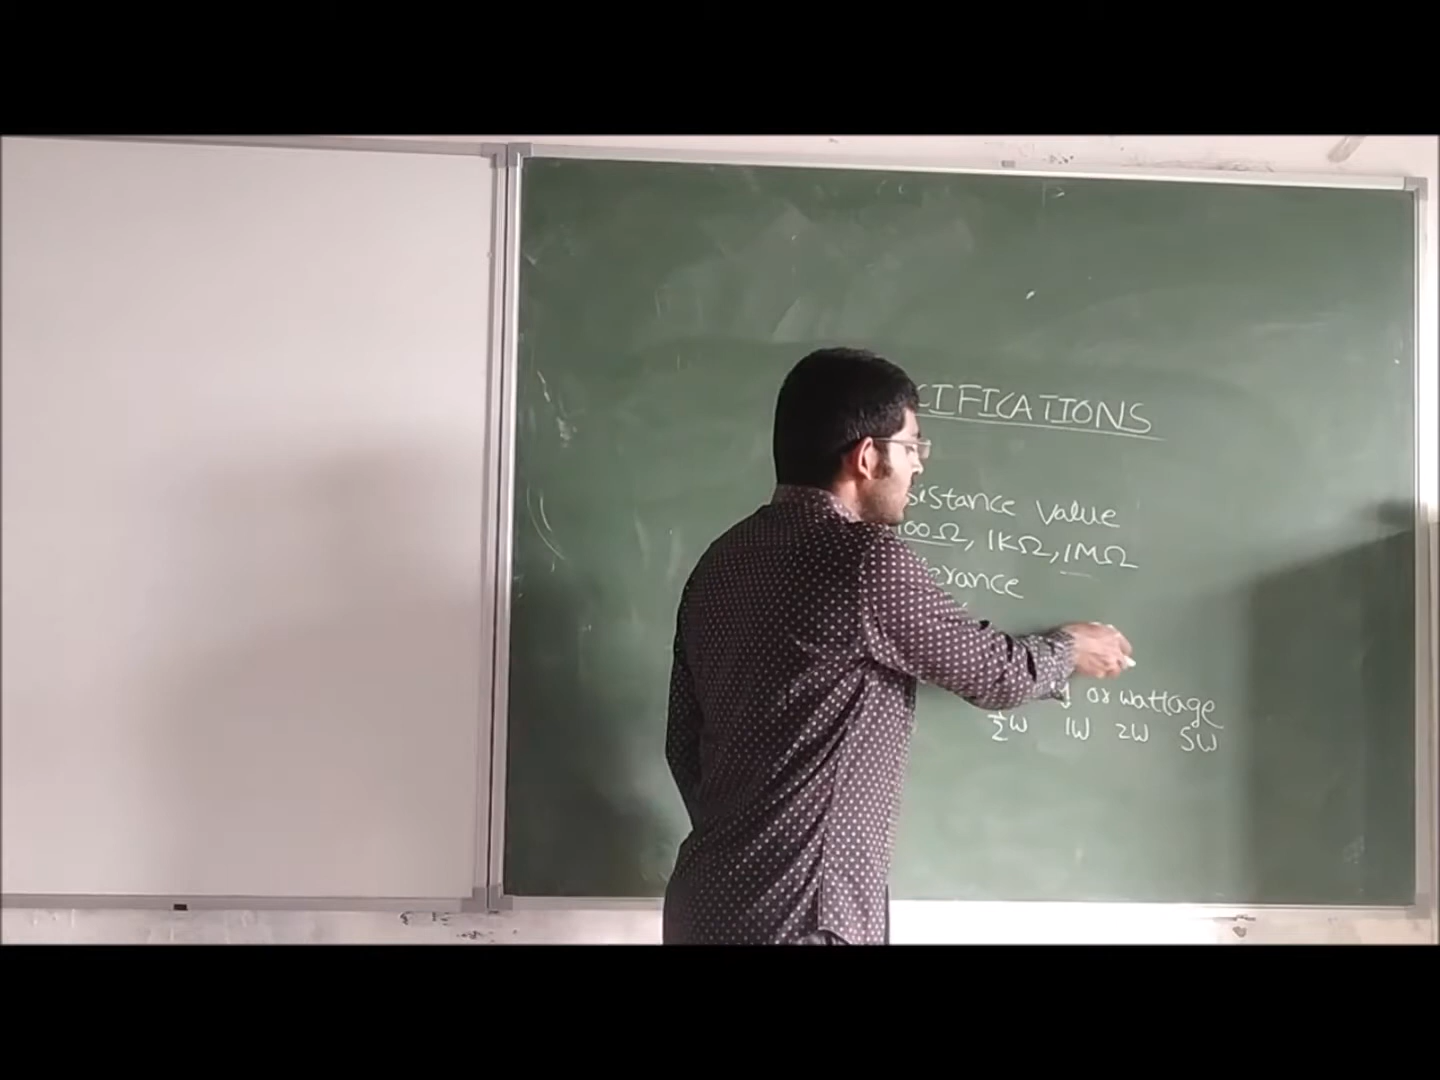 CIFICATIONS
sistance Value
100Ω, 1KΩ, 1MΩ
erance
g or wattage
½W 1W 2W 5W